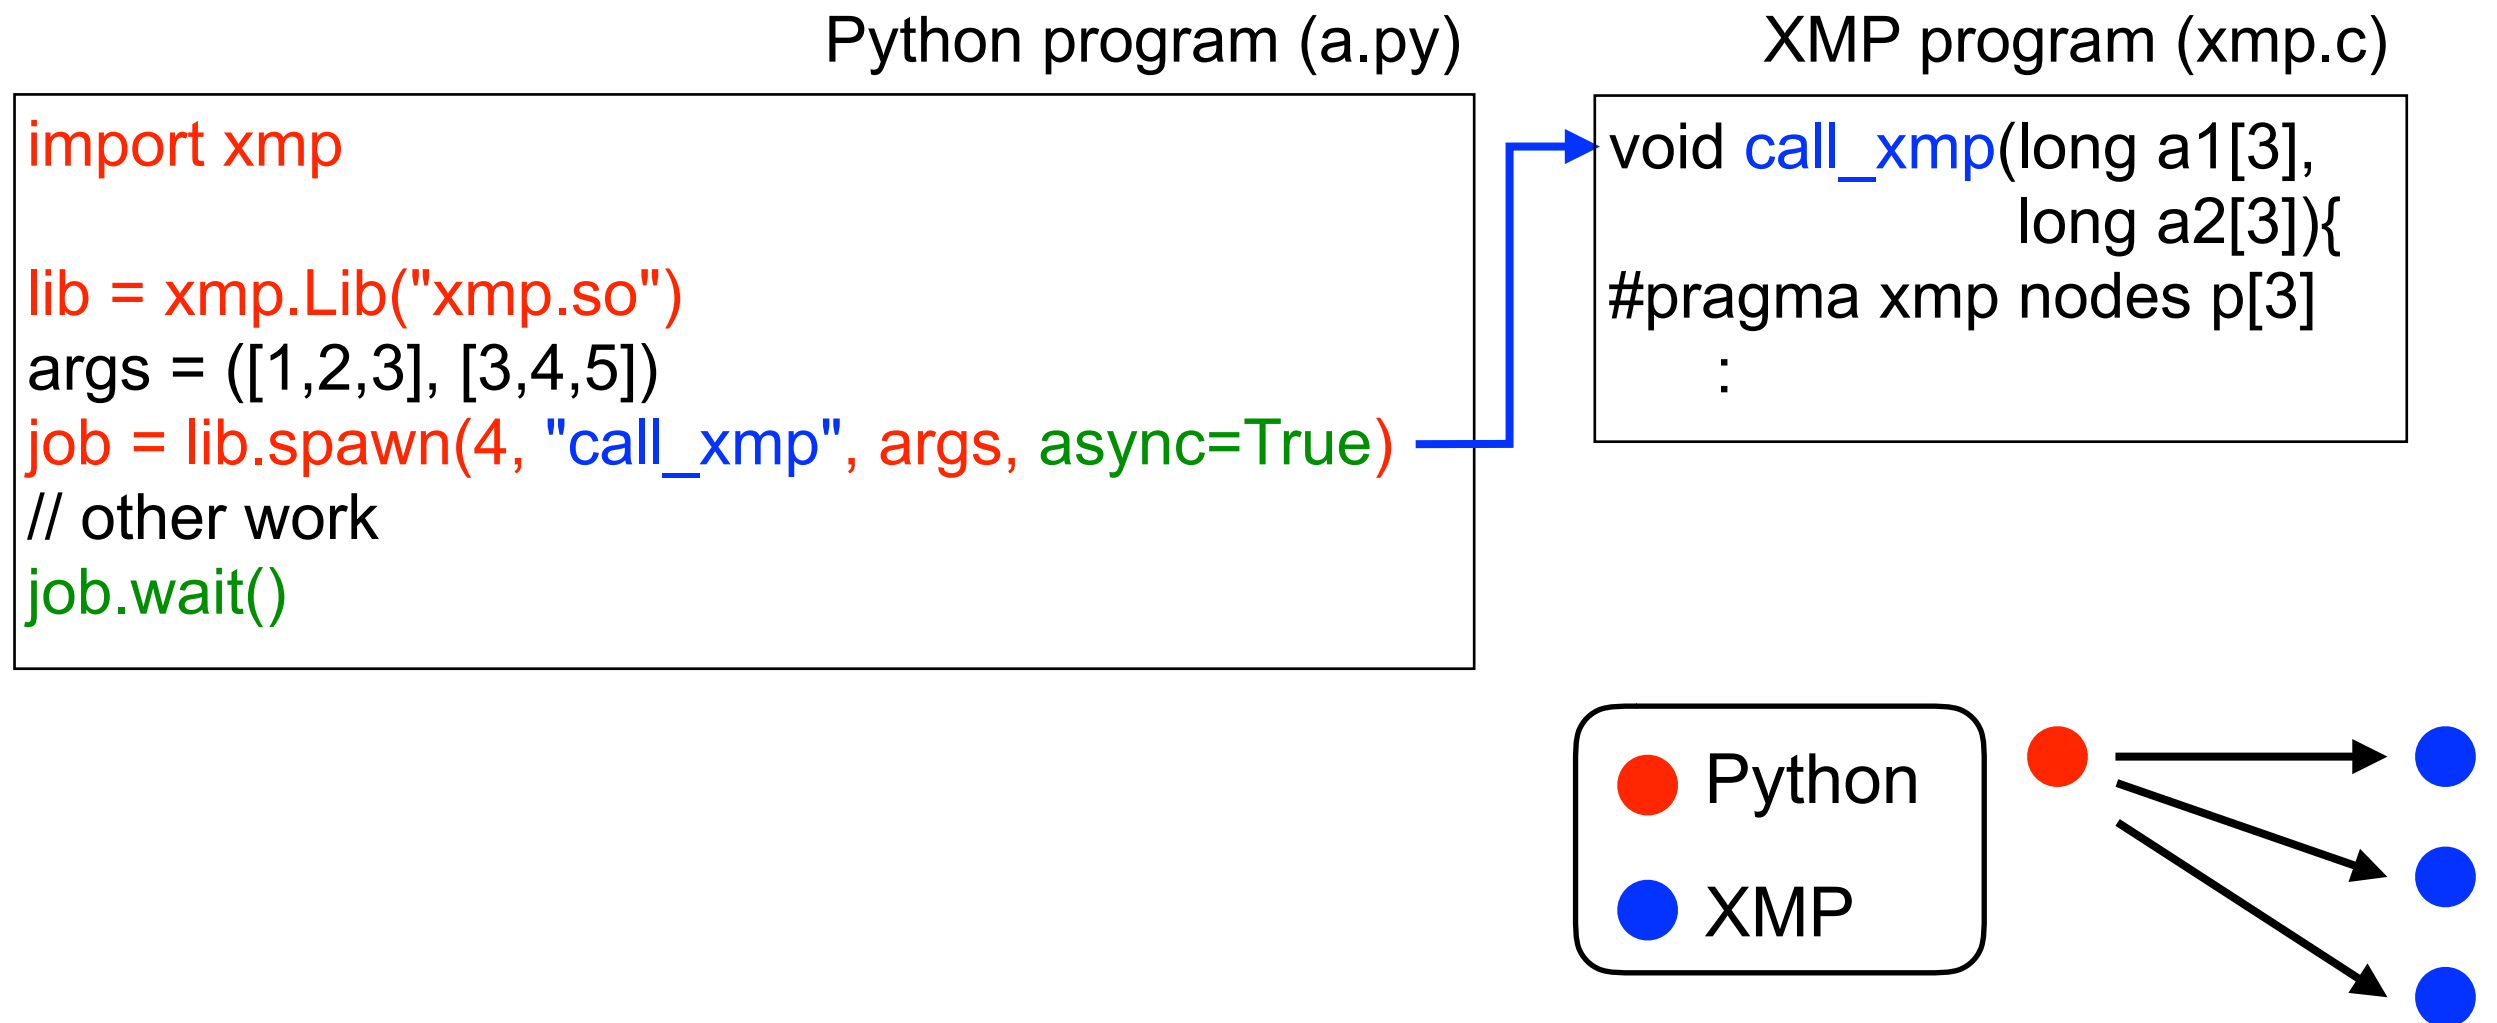 Python program (a.py)
import xmp
lib = xmp.Lib("xmp.so")
args = ([1,2,3], [3,4,5])
job = lib.spawn(4, "call_xmp", args, async=True)
// other work
job.wait()
XMP program (xmp.c)
void call_xmp(long a1[3],
long a2[3]){
#pragma xmp nodes p[3]
:
Python
XMP